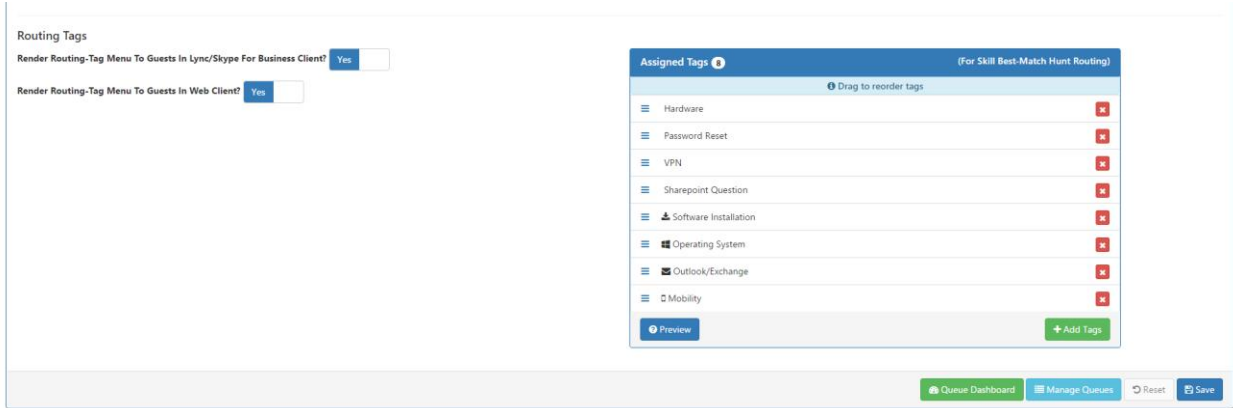 Routing Tags
Render Routing-Tag Menu To Guests In Lync/Skype For Business Client? Yes
Render Routing-Tag Menu To Guests In Web Client? Yes
Assigned Tags 8 (For Skill Best-Match Hunt Routing)
Drag to reorder tags
Hardware
Password Reset
VPN
Sharepoint Question
Software Installation
Operating System
Outlook/Exchange
Mobility
Preview
Add Tags
Queue Dashboard
Manage Queues
Reset
Save